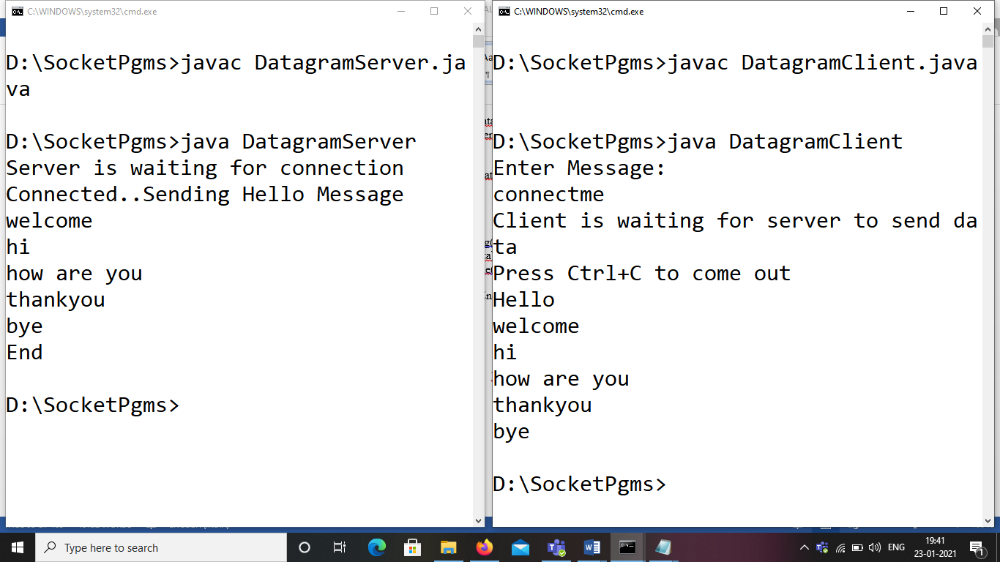 C:\WINDOWS\system32\cmd.exe
D:\SocketPgms>javac DatagramServer.ja
va
D:\SocketPgms>java DatagramServer
Server is waiting for connection
Connected..Sending Hello Message
welcome
hi
how are you
thankyou
bye
End
D:\SocketPgms>
C:\WINDOWS\system32\cmd.exe
D:\SocketPgms>javac DatagramClient.java
D:\SocketPgms>java DatagramClient
Enter Message:
connectme
Client is waiting for server to send da
ta
Press Ctrl+C to come out
Hello
welcome
hi
how are you
thankyou
bye
D:\SocketPgms>
Type here to search
ENG
19:41
23-01-2021
1